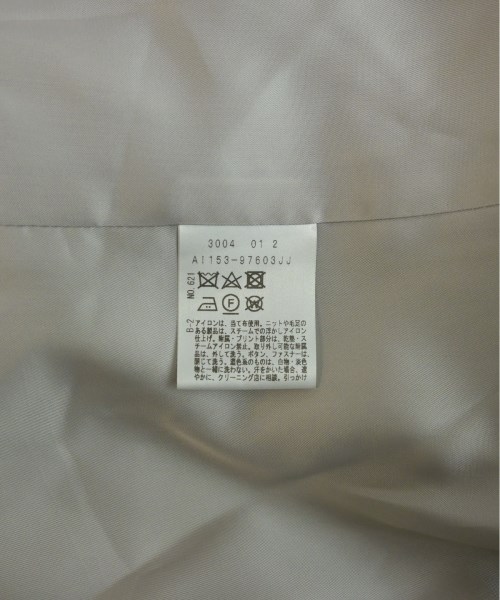 3004 01 2
AI153-97603JJ
NO.621
F
W
B-2
アイロンは、当て布使用。ニットや毛足の
ある部品は、スチームでの浮かしアイロン
仕上げ。刺繍・プリント部分は、乾熱・ス
チームアイロン禁止。取り外し可能な附属
品は、外して洗う。ボタン、ファスナーは、
閉じて洗う。濃色系のものは、白物・淡色
物と一緒に洗わない。汗をかいた場合、速
やかに、クリーニング店に相談。引っかけ